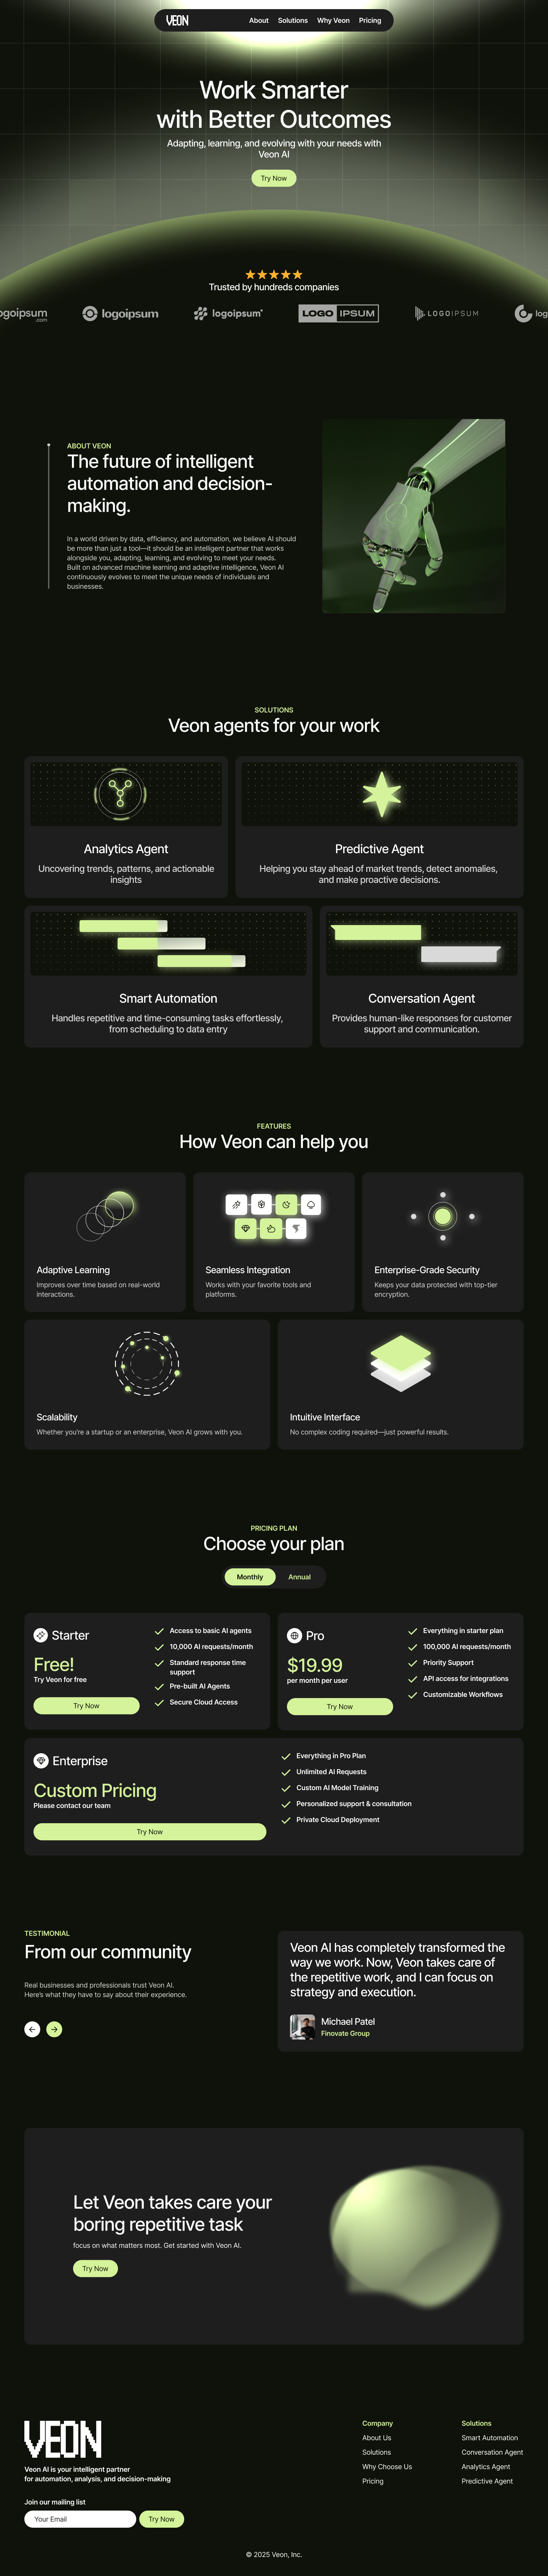 VEON
About Solutions Why Veon Pricing
Work Smarter
with Better Outcomes
Adapting, learning, and evolving with your needs with
Veon AI
Try Now
Trusted by hundreds companies
ogoipsum
.com
logoipsum
logoipsum
LOGO IPSUM
LOGOIPSUM
log
ABOUT VEON
The future of intelligent
automation and decision-
making.
In a world driven by data, efficiency, and automation, we believe AI should
be more than just a tool—it should be an intelligent partner that works
alongside you, adapting, learning, and evolving to meet your needs.
Built on advanced machine learning and adaptive intelligence, Veon AI
continuously evolves to meet the unique needs of individuals and
businesses.
SOLUTIONS
Veon agents for your work
Analytics Agent
Uncovering trends, patterns, and actionable
insights
Predictive Agent
Helping you stay ahead of market trends, detect anomalies,
and make proactive decisions.
Smart Automation
Handles repetitive and time-consuming tasks effortlessly,
from scheduling to data entry
Conversation Agent
Provides human-like responses for customer
support and communication.
FEATURES
How Veon can help you
Adaptive Learning
Improves over time based on real-world
interactions.
Seamless Integration
Works with your favorite tools and
platforms.
Enterprise-Grade Security
Keeps your data protected with top-tier
encryption.
Scalability
Whether you're a startup or an enterprise, Veon AI grows with you.
Intuitive Interface
No complex coding required—just powerful results.
PRICING PLAN
Choose your plan
Monthly Annual
Starter
Free!
Try Veon for free
Try Now
Access to basic AI agents
10,000 AI requests/month
Standard response time
support
Pre-built AI Agents
Secure Cloud Access
Pro
$19.99
per month per user
Try Now
Everything in starter plan
100,000 AI requests/month
Priority Support
API access for integrations
Customizable Workflows
Enterprise
Custom Pricing
Please contact our team
Try Now
Everything in Pro Plan
Unlimited AI Requests
Custom AI Model Training
Personalized support & consultation
Private Cloud Deployment
TESTIMONIAL
From our community
Real businesses and professionals trust Veon AI.
Here's what they have to say about their experience.
Veon AI has completely transformed the
way we work. Now, Veon takes care of
the repetitive work, and I can focus on
strategy and execution.
Michael Patel
Finovate Group
Let Veon takes care your
boring repetitive task
focus on what matters most. Get started with Veon AI.
Try Now
VEON
Veon AI is your intelligent partner
for automation, analysis, and decision-making
Join our mailing list
Your Email
Try Now
Company
About Us
Solutions
Why Choose Us
Pricing
Solutions
Smart Automation
Conversation Agent
Analytics Agent
Predictive Agent
© 2025 Veon, Inc.